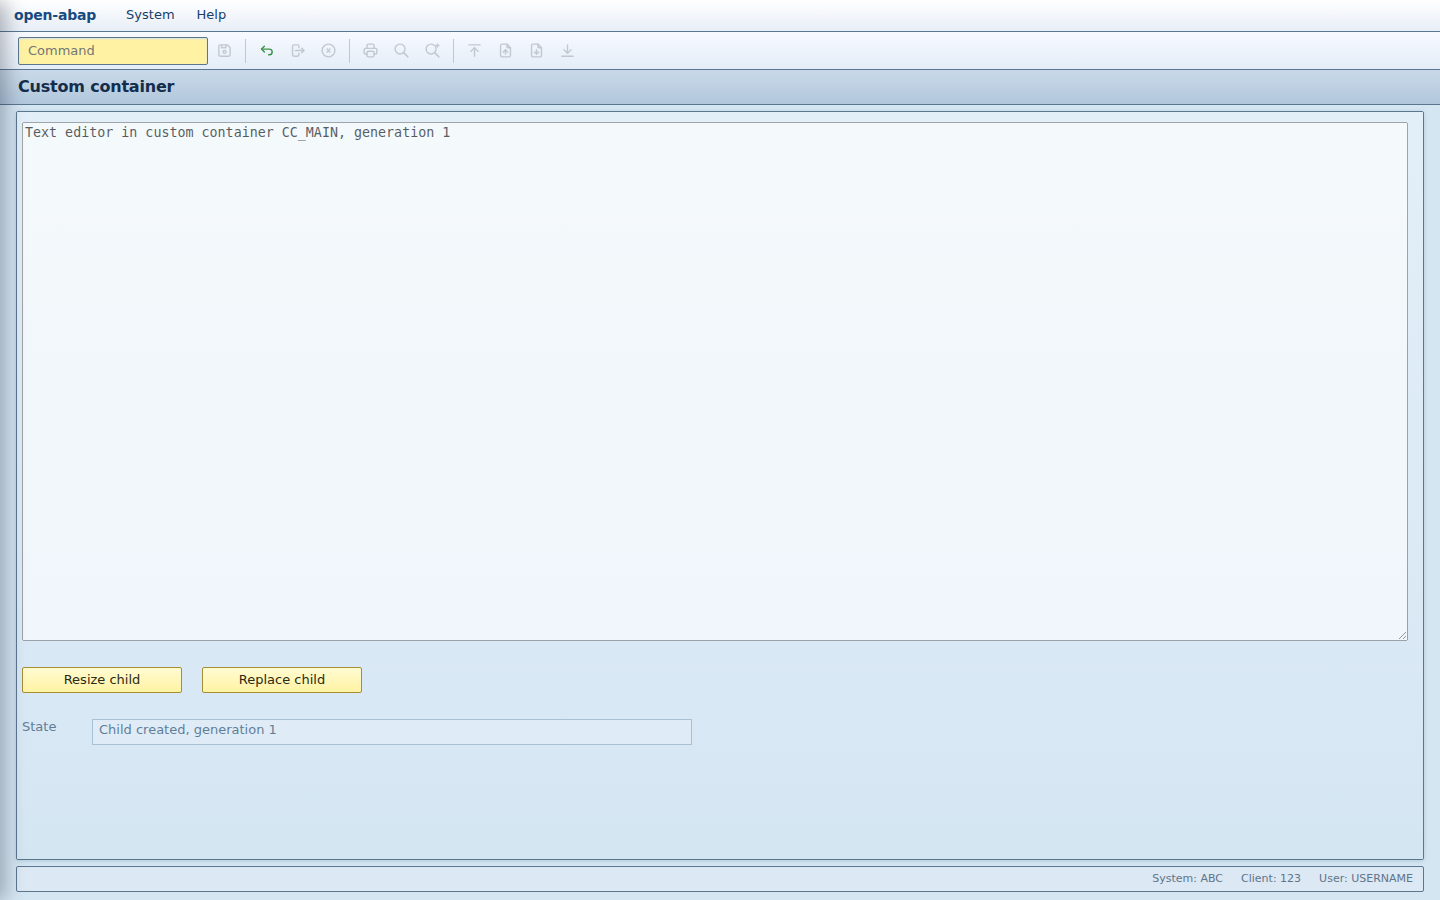 open-abap System Help
Command
Custom container
Text editor in custom container CC_MAIN, generation 1
Resize child Replace child
State Child created, generation 1
System: ABC Client: 123 User: USERNAME